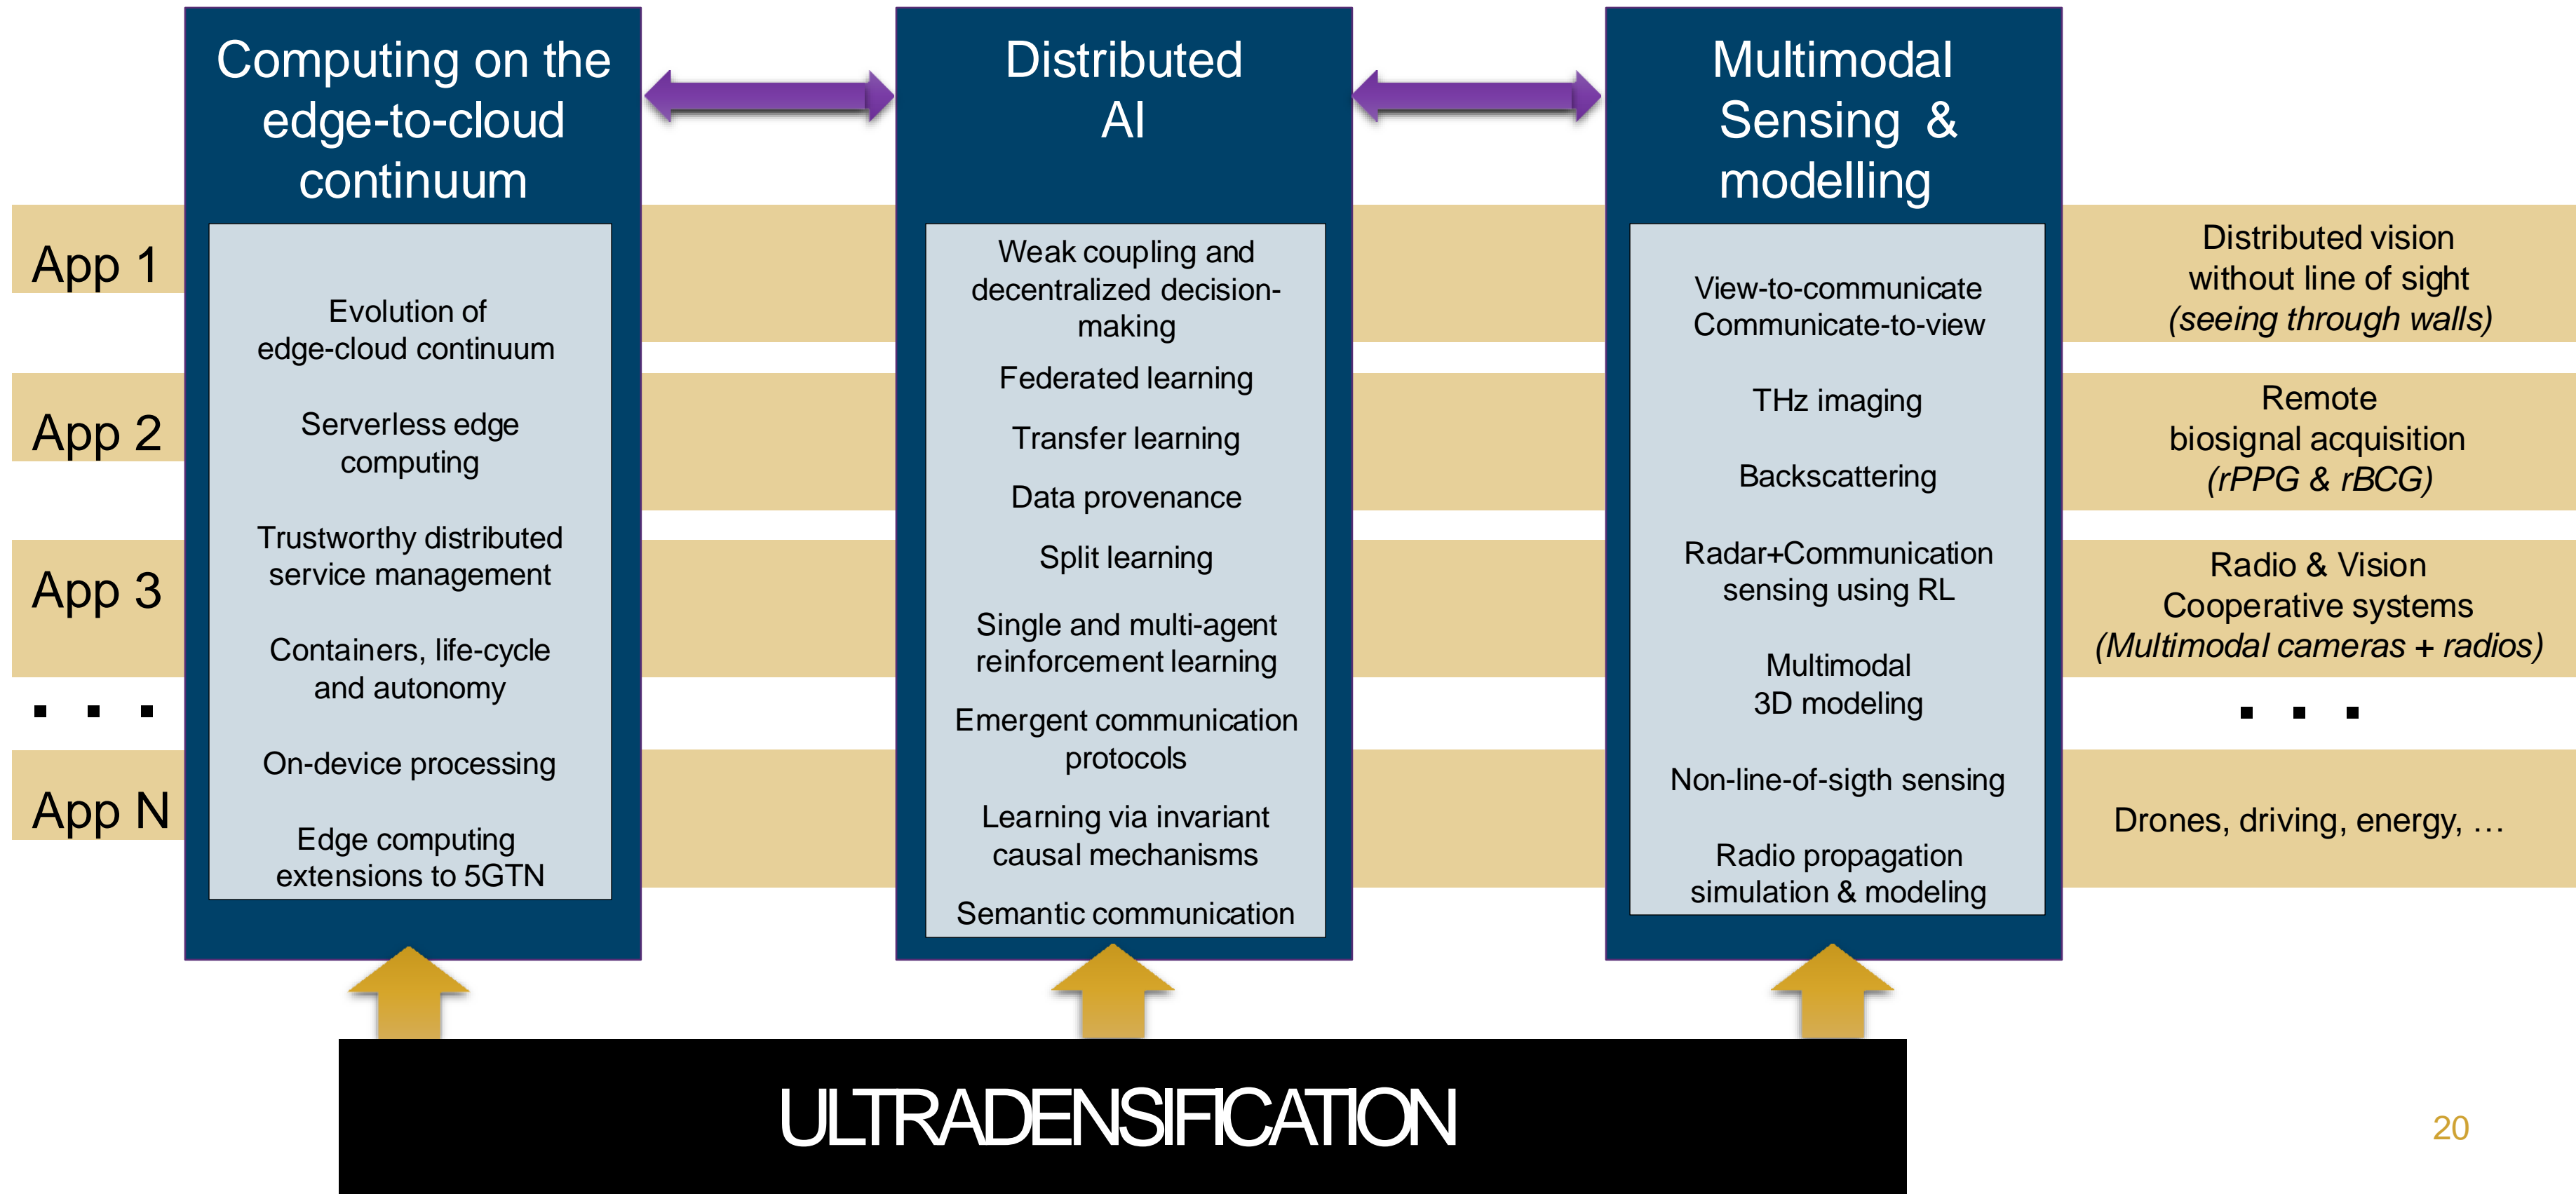 Computing on the
edge-to-cloud
continuum
Distributed
AI
Multimodal
Sensing &
modelling
App 1
App 2
App 3
. . .
App N
Evolution of
edge-cloud continuum
Serverless edge
computing
Trustworthy distributed
service management
Containers, life-cycle
and autonomy
On-device processing
Edge computing
extensions to 5GTN
Weak coupling and
decentralized decision-
making
Federated learning
Transfer learning
Data provenance
Split learning
Single and multi-agent
reinforcement learning
Emergent communication
protocols
Learning via invariant
causal mechanisms
Semantic communication
View-to-communicate
Communicate-to-view
THz imaging
Backscattering
Radar+Communication
sensing using RL
Multimodal
3D modeling
Non-line-of-sigth sensing
Radio propagation
simulation & modeling
Distributed vision
without line of sight
(seeing through walls)
Remote
biosignal acquisition
(rPPG & rBCG)
Radio & Vision
Cooperative systems
(Multimodal cameras + radios)
. . .
Drones, driving, energy, …
ULTRADENSIFICATION
20